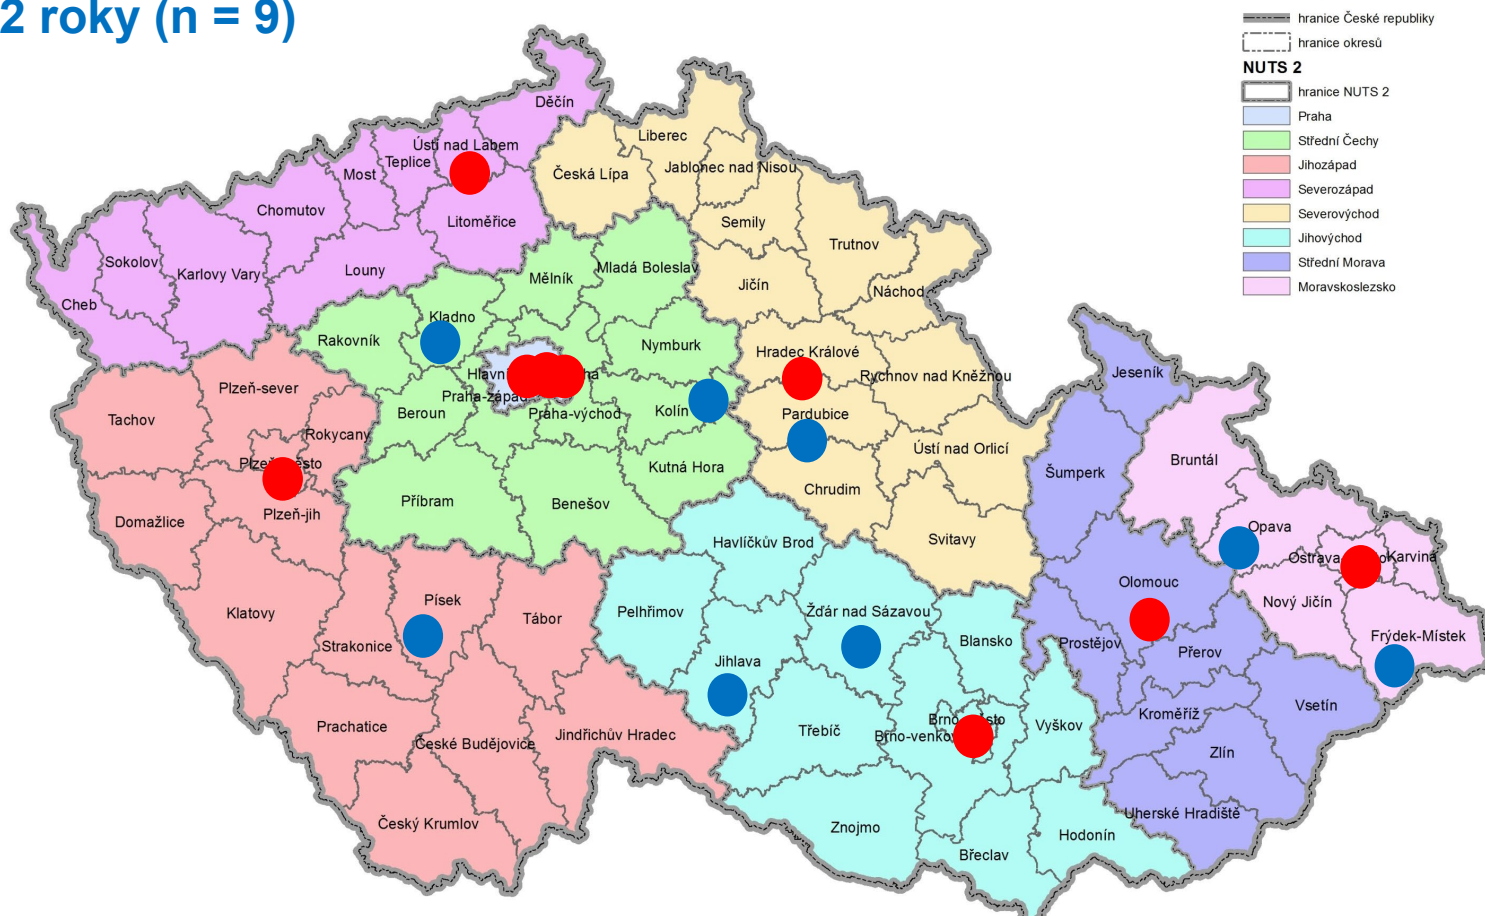 2 roky (n = 9)
hranice České republiky
hranice okresů
NUTS 2
hranice NUTS 2
Praha
Střední Čechy
Jihozápad
Severozápad
Severovýchod
Jihovýchod
Střední Morava
Moravskoslezsko
Děčín
Liberec
Ústí nad Labem
Teplice
Most
Jablonec nad Nisou
Česká Lípa
Chomutov
Litoměřice
Semily
Trutnov
Sokolov
Karlovy Vary
Louny
Mělník
Mladá Boleslav
Jičín
Náchod
Cheb
Kladno
Rakovník
Nymburk
Hradec Králové
Rychnov nad Kněžnou
Jeseník
Plzeň-sever
Praha-západ
Beroun
Praha-východ
Kolín
Pardubice
Tachov
Rokycany
Ústí nad Orlicí
Kutná Hora
Šumperk
Bruntál
Chrudim
Příbram
Benešov
Domažlice
Plzeň-jih
Opava
Havlíčkův Brod
Svitavy
Karviná
Olomouc
Nový Jičín
Klatovy
Písek
Tábor
Pelhřimov
Žďár nad Sázavou
Strakonice
Blansko
Prostějov
Přerov
Frýdek-Místek
Jihlava
Prachatice
České Budějovice
Jindřichův Hradec
Třebíč
Vyškov
Kroměříž
Vsetín
Zlín
Český Krumlov
Znojmo
Břeclav
Hodonín
Uherské Hradiště